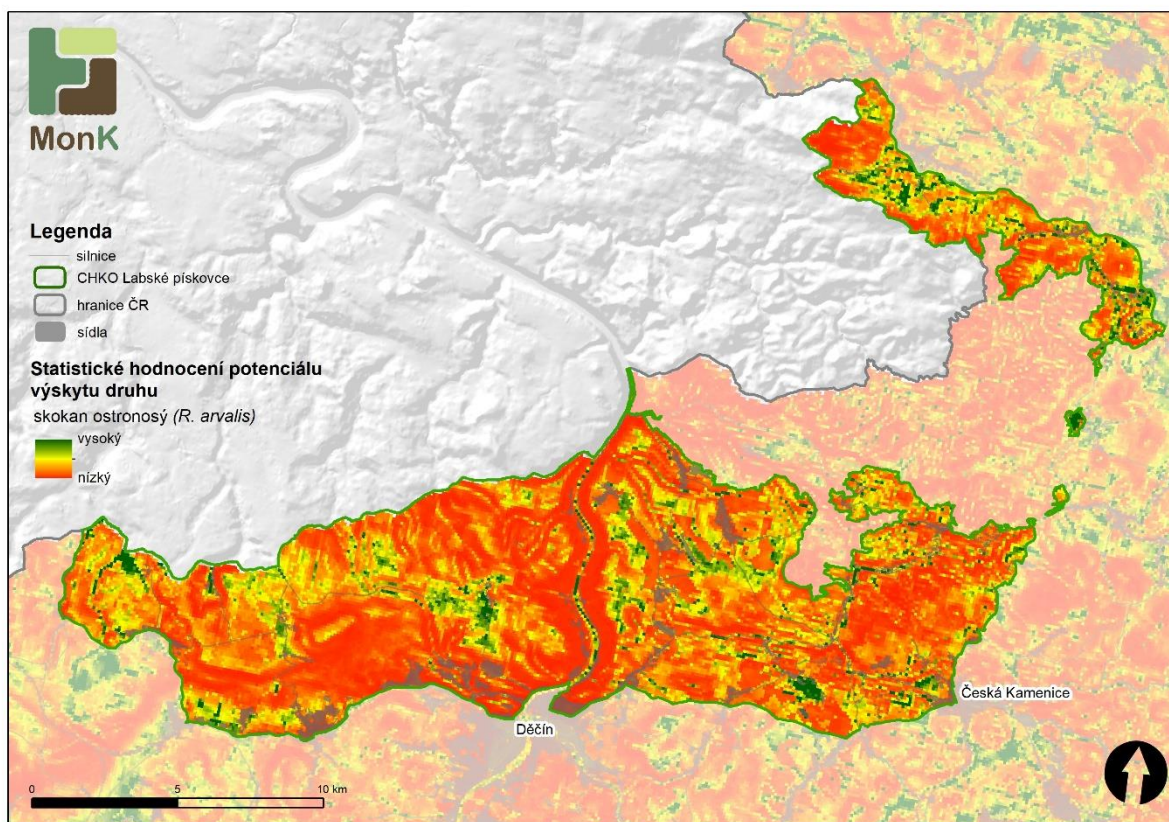 MonK
Legenda
silnice
CHKO Labské pískovce
hranice ČR
sídla
Statistické hodnocení potenciálu
výskytu druhu
skokan ostronosý (R. arvalis)
vysoký
-
nízký
Česká Kamenice
Děčín
0 5 10 km